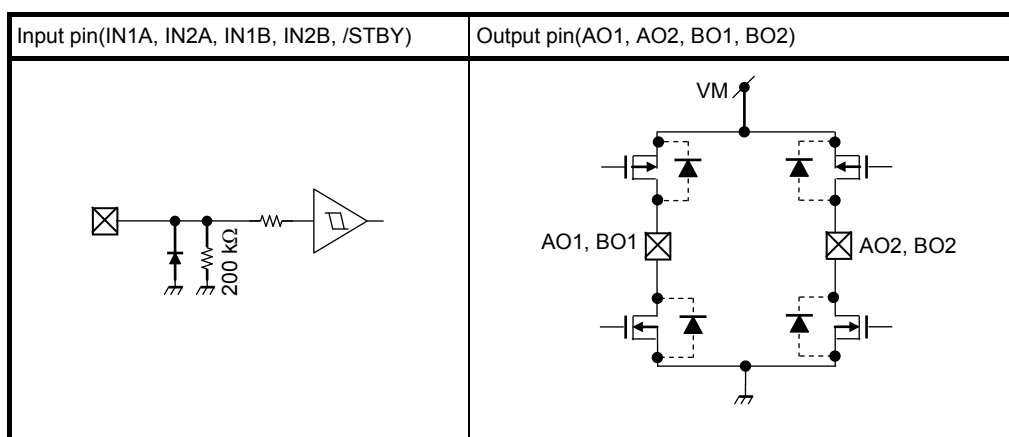 Input pin(IN1A, IN2A, IN1B, IN2B, /STBY)
Output pin(AO1, AO2, BO1, BO2)
200 kΩ
VM
AO1, BO1
AO2, BO2